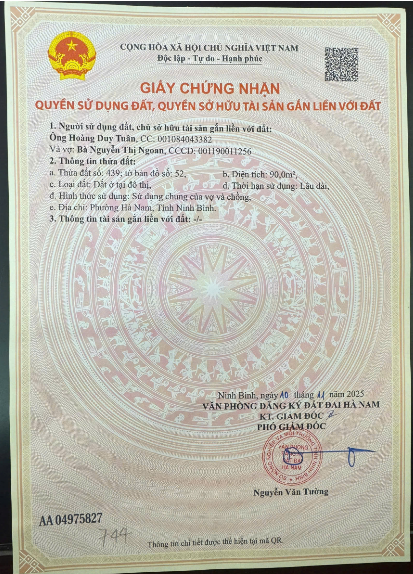 CỘNG HÒA XÃ HỘI CHỦ NGHĨA VIỆT NAM
Độc lập - Tự do - Hạnh phúc
GIẤY CHỨNG NHẬN
QUYỀN SỬ DỤNG ĐẤT, QUYỀN SỞ HỮU TÀI SẢN GẮN LIỀN VỚI ĐẤT
1. Người sử dụng đất, chủ sở hữu tài sản gắn liền với đất:
Ông Hoàng Duy Tuân, CC: 001084043382
Và vợ: Bà Nguyễn Thị Ngoan, CCCD: 001190011256
2. Thông tin thửa đất:
a. Thửa đất số: 439; tờ bản đồ số: 52, b. Diện tích: 90,0m²,
c. Loại đất: Đất ở tại đô thị, d. Thời hạn sử dụng: Lâu dài,
đ. Hình thức sử dụng: Sử dụng chung của vợ và chồng,
e. Địa chỉ: Phường Hà Nam, Tỉnh Ninh Bình.
3. Thông tin tài sản gắn liền với đất: -/-
Ninh Bình, ngày 10 tháng 11 năm 2025
VĂN PHÒNG ĐĂNG KÝ ĐẤT ĐAI HÀ NAM
KT. GIÁM ĐỐC
PHÓ GIÁM ĐỐC
VĂN PHÒNG
HÀ NAM
Nguyễn Văn Tường
AA 04975827
744
Thông tin chi tiết được thể hiện tại mã QR.